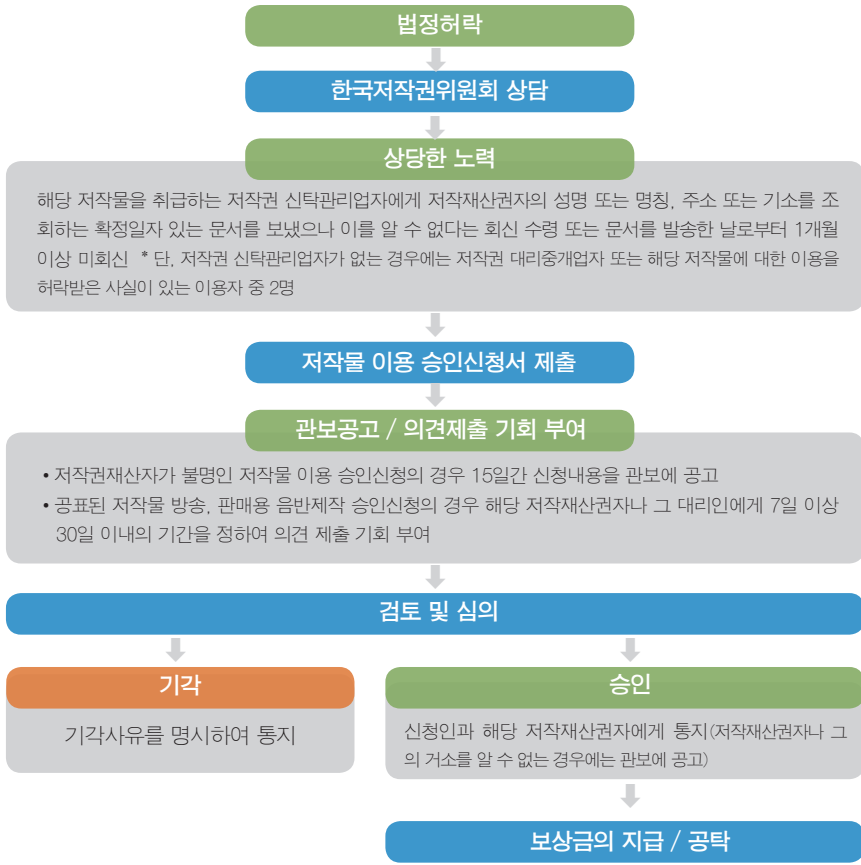 법정허락
한국저작권위원회 상담
상당한 노력
해당 저작물을 취급하는 저작권 신탁관리업자에게 저작재산권자의 성명 또는 명칭, 주소 또는 기소를 조
회하는 확정일자 있는 문서를 보냈으나 이를 알 수 없다는 회신 수령 또는 문서를 발송한 날로부터 1개월
이상 미회신 * 단, 저작권 신탁관리업자가 없는 경우에는 저작권 대리중개업자 또는 해당 저작물에 대한 이용을
허락받은 사실이 있는 이용자 중 2명
저작물 이용 승인신청서 제출
관보공고 / 의견제출 기회 부여
• 저작권재산자가 불명인 저작물 이용 승인신청의 경우 15일간 신청내용을 관보에 공고
• 공표된 저작물 방송, 판매용 음반제작 승인신청의 경우 해당 저작재산권자나 그 대리인에게 7일 이상
30일 이내의 기간을 정하여 의견 제출 기회 부여
검토 및 심의
기각
기각사유를 명시하여 통지
승인
신청인과 해당 저작재산권자에게 통지(저작재산권자나 그
의 거소를 알 수 없는 경우에는 관보에 공고)
보상금의 지급 / 공탁